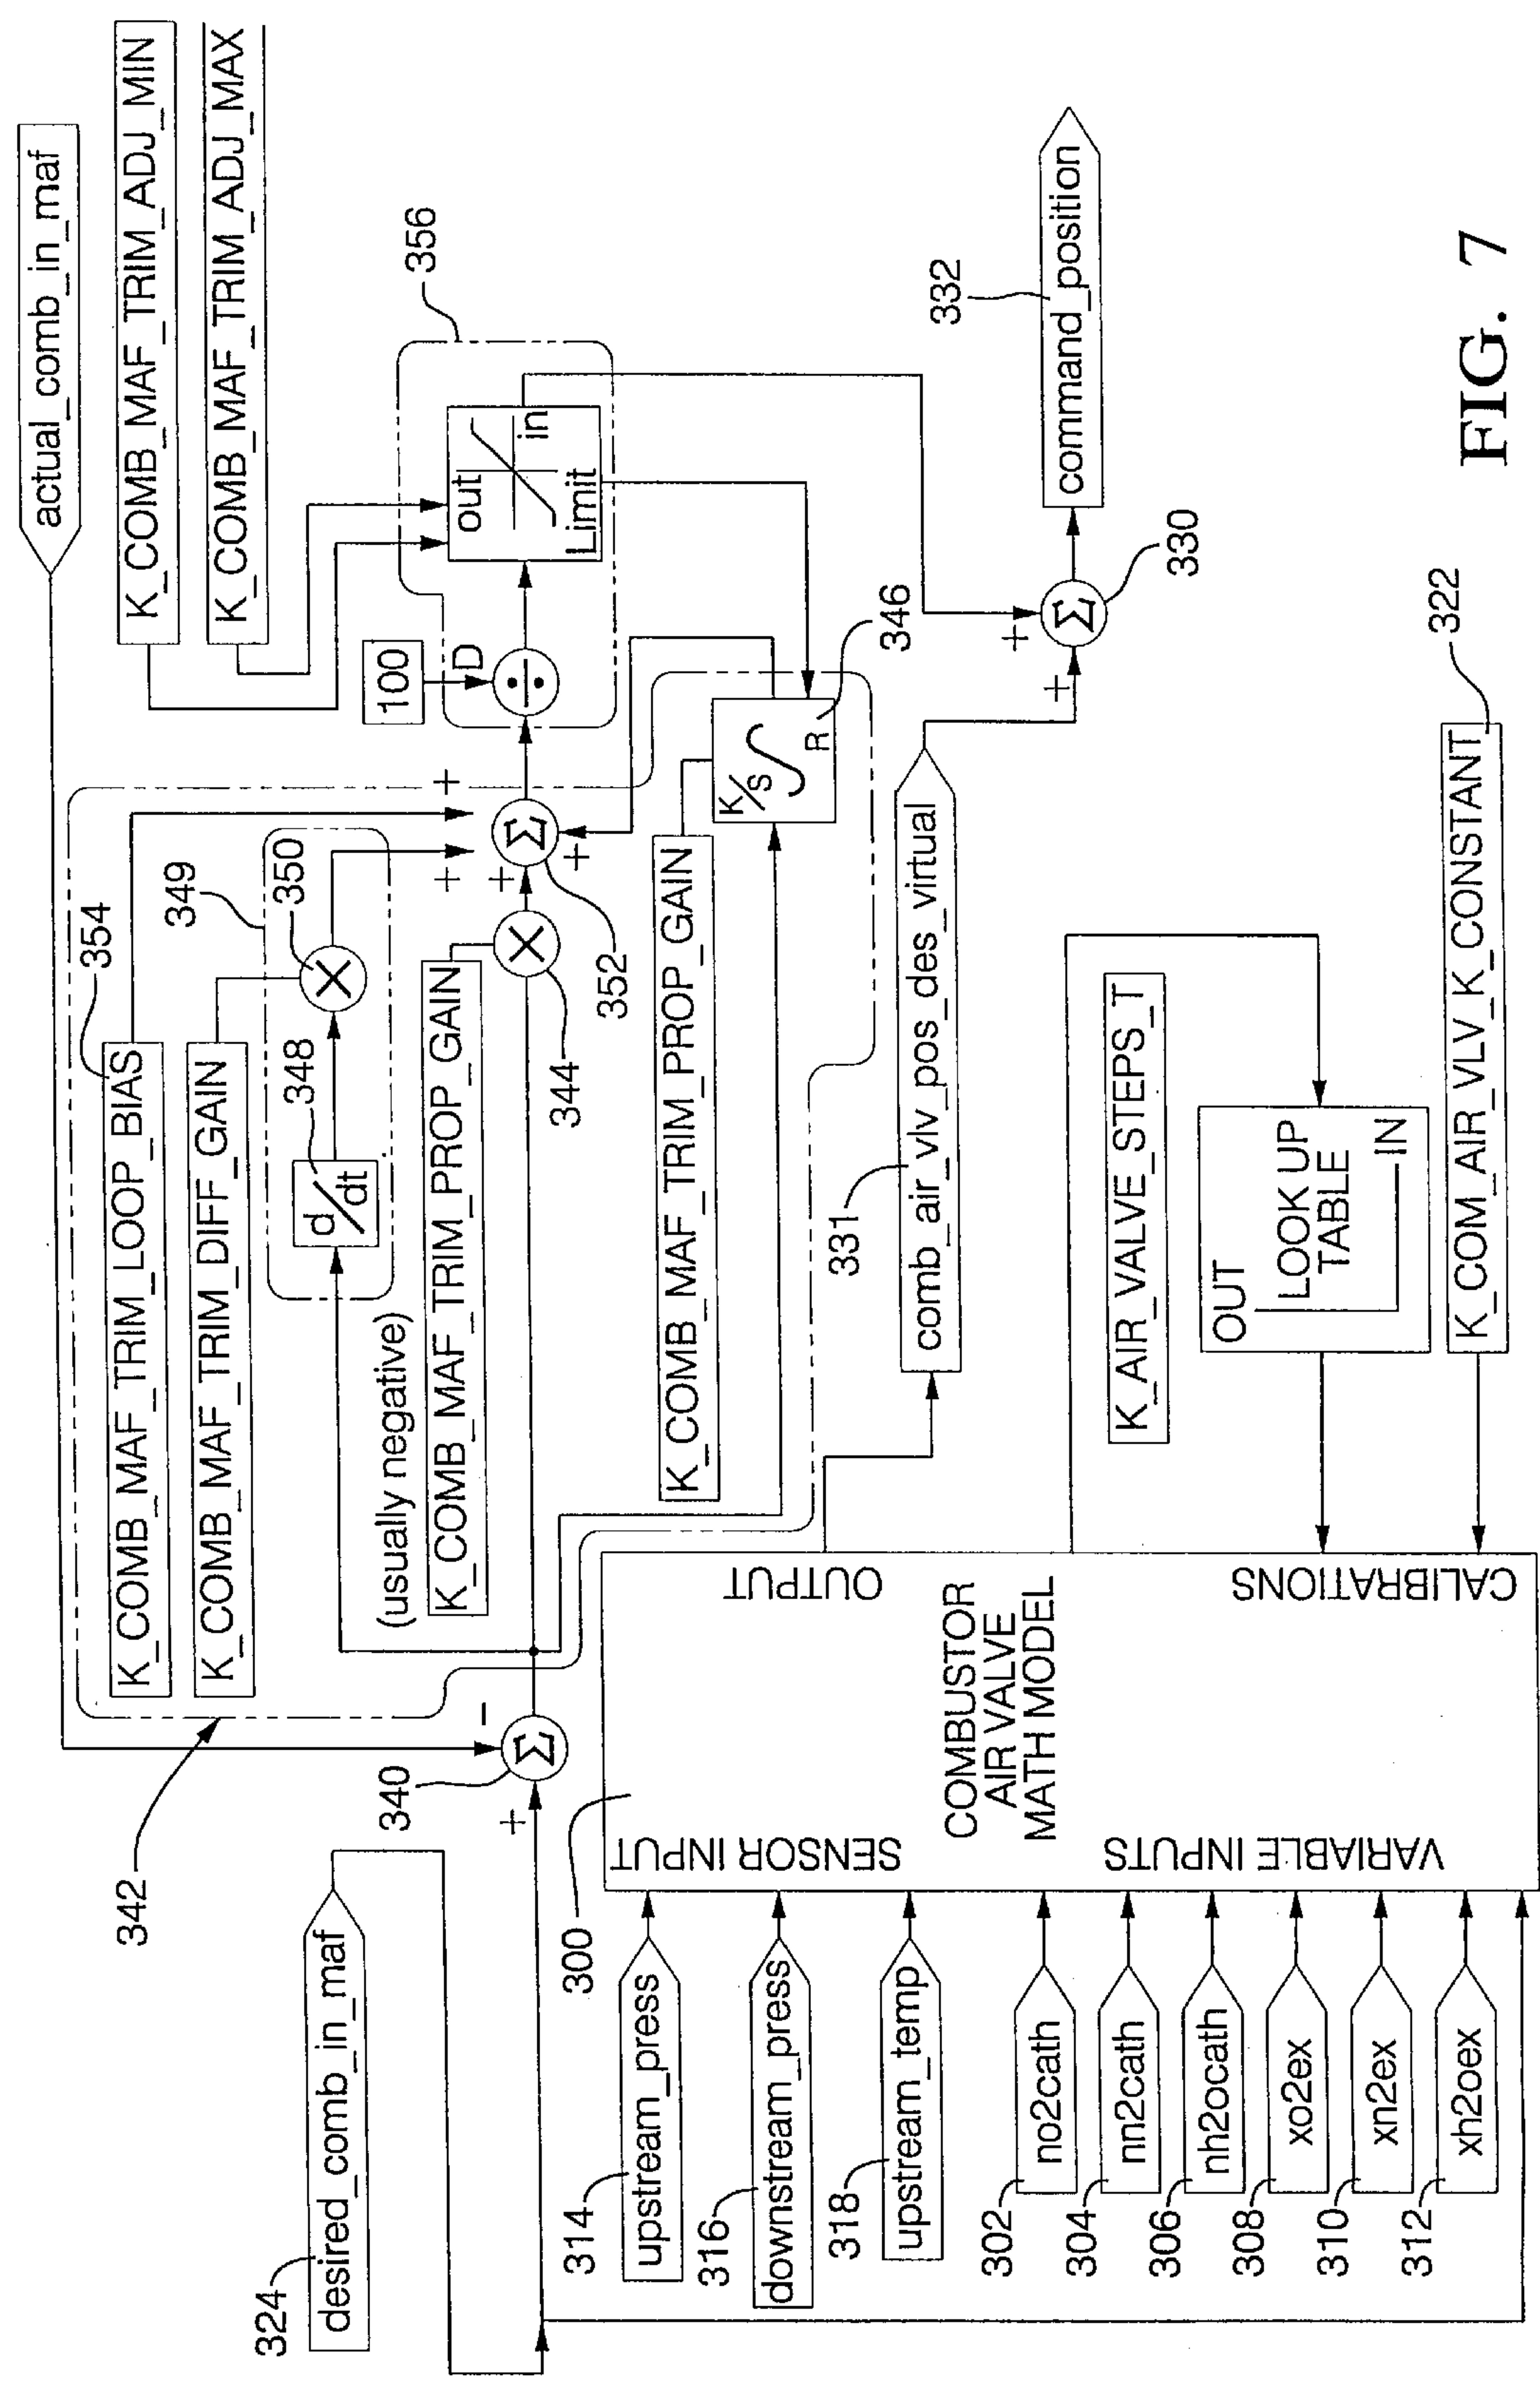 324
desired_comb_in_maf
actual_comb_in_maf
342
340
+
-
Σ
354
K_COMB_MAF_TRIM_LOOP_BIAS
K_COMB_MAF_TRIM_DIFF_GAIN
349
350
348
d/dt
×
(usually negative)
K_COMB_MAF_TRIM_PROP_GAIN
×
344
+
+
+
+
Σ
352
K_COMB_MAF_TRIM_PROP_GAIN
K/S
∫
R
346
100
D
÷
K_COMB_MAF_TRIM_ADJ_MIN
K_COMB_MAF_TRIM_ADJ_MAX
356
out
in
Limit
314
upstream_press
316
downstream_press
318
upstream_temp
302
no2cath
304
nn2cath
306
nh2ocath
308
xo2ex
310
xn2ex
312
xh2oex
300
SENSOR INPUT
VARIABLE INPUTS
COMBUSTOR
AIR VALVE
MATH MODEL
OUTPUT
CALIBRATIONS
331
comb_air_vlv_pos_des_virtual
+
+
Σ
330
332
command_position
K_AIR_VALVE_STEPS_T
OUT
LOOK UP
TABLE
IN
K_COM_AIR_VLV_K_CONSTANT
322
FIG. 7